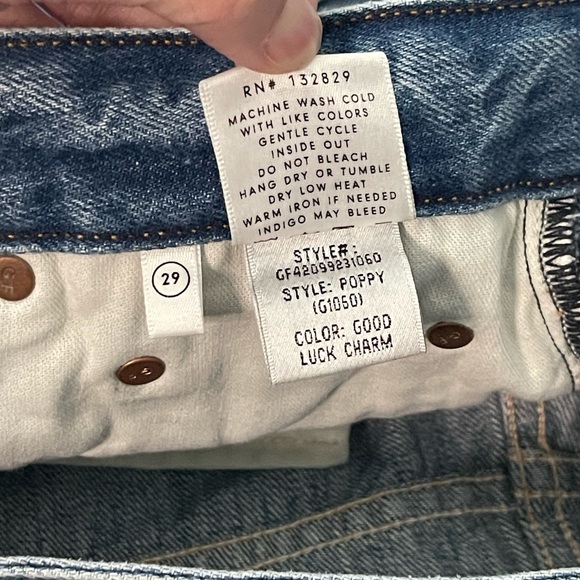 RN# 132829
MACHINE WASH COLD
WITH LIKE COLORS
GENTLE CYCLE
INSIDE OUT
DO NOT BLEACH
HANG DRY OR TUMBLE
DRY LOW HEAT
WARM IRON IF NEEDED
INDIGO MAY BLEED
29
STYLE#:
GF42099231060
STYLE: POPPY
(G1060)
COLOR: GOOD
LUCK CHARM